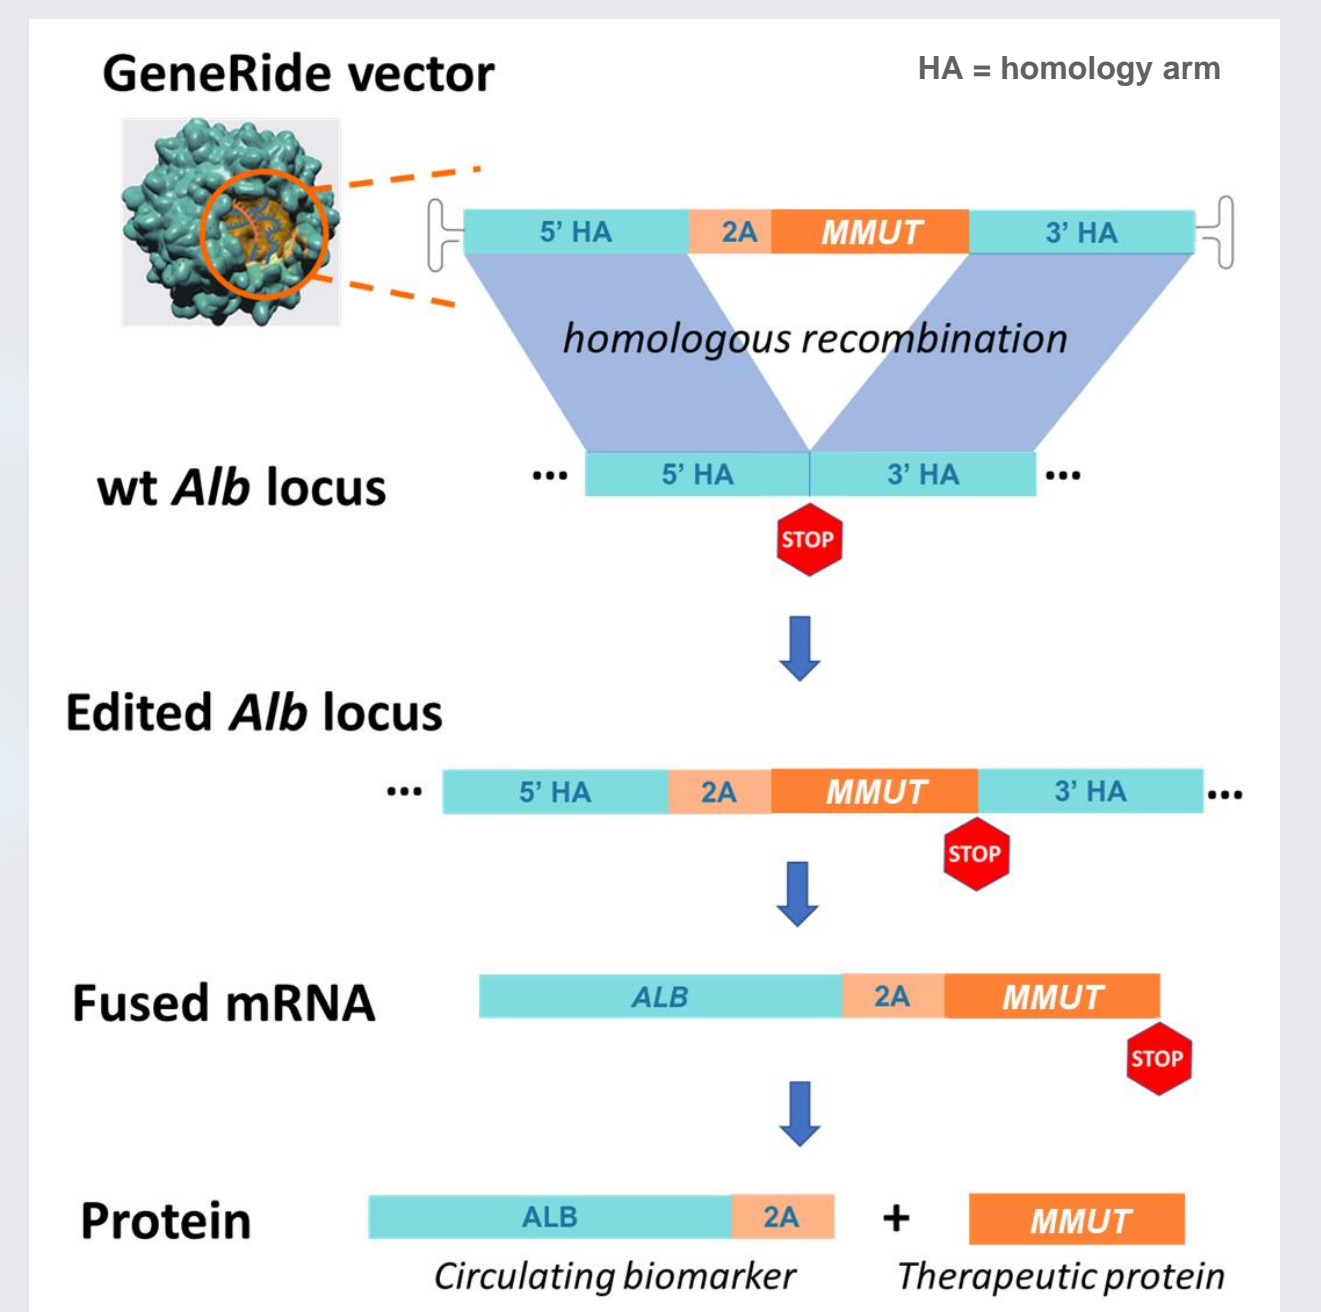 GeneRide vector
HA = homology arm
5’ HA 2A MMUT 3’ HA
homologous recombination
wt Alb locus
... 5’ HA 3’ HA ...
STOP
Edited Alb locus
... 5’ HA 2A MMUT 3’ HA ...
STOP
Fused mRNA
ALB 2A MMUT
STOP
Protein
ALB 2A + MMUT
Circulating biomarker
Therapeutic protein